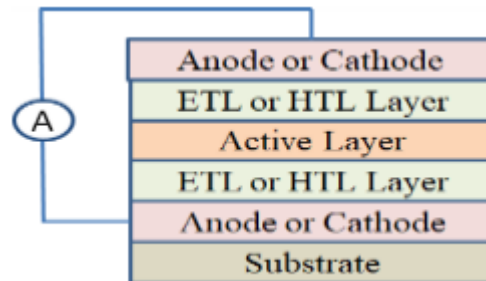 Anode or Cathode
ETL or HTL Layer
A
Active Layer
ETL or HTL Layer
Anode or Cathode
Substrate